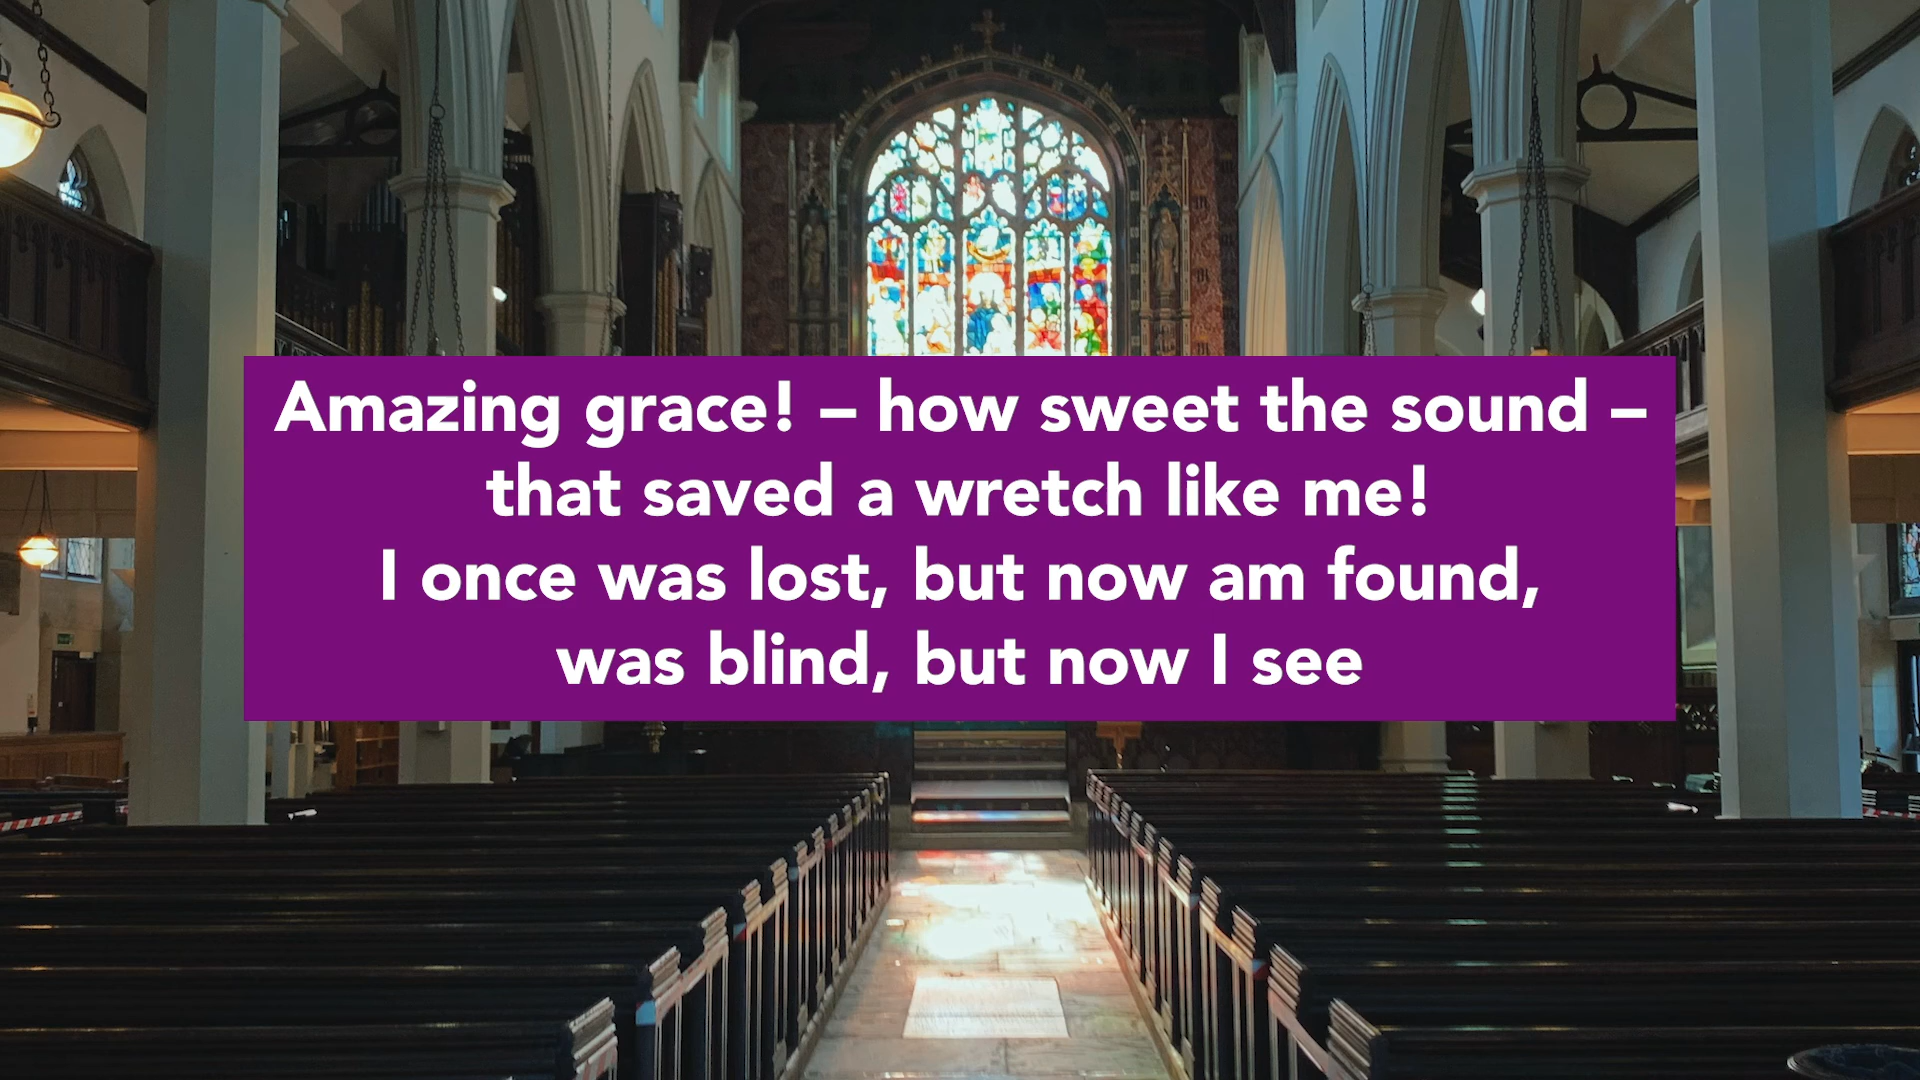 Amazing grace! – how sweet the sound –
that saved a wretch like me!
I once was lost, but now am found,
was blind, but now I see